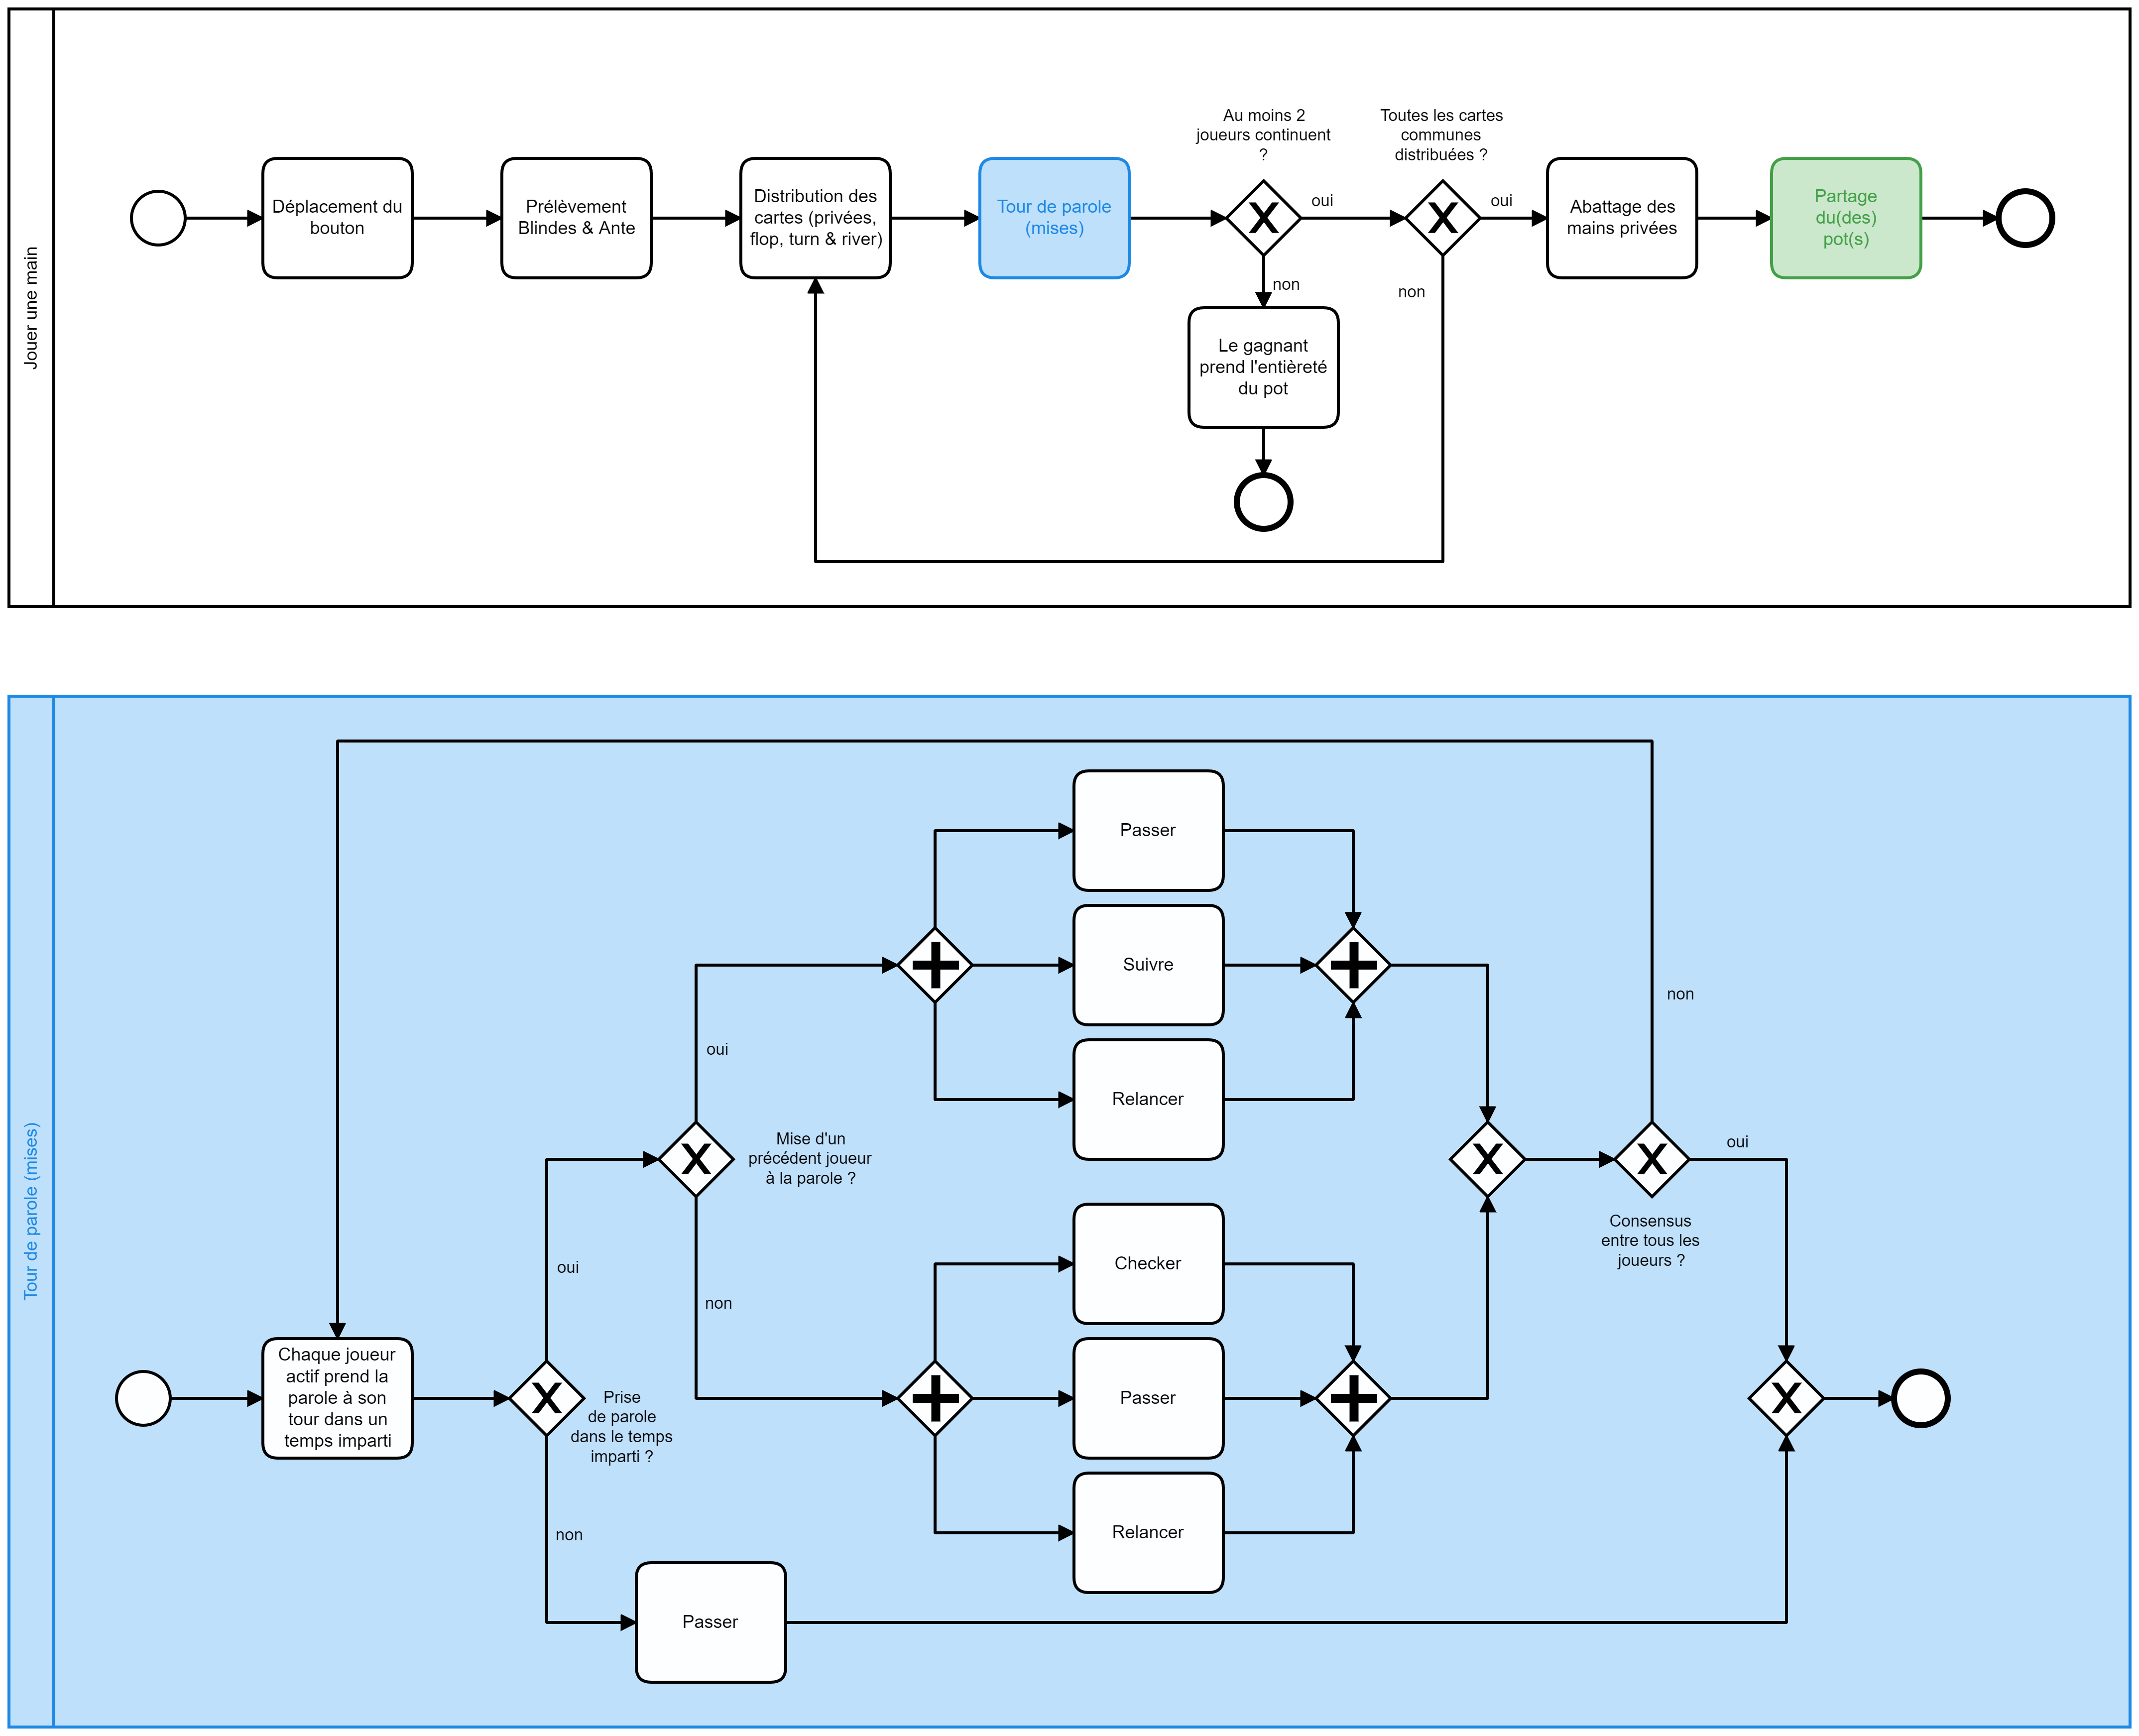 Jouer une main
Déplacement du
bouton
Prélèvement
Blindes & Ante
Distribution des
cartes (privées,
flop, turn & river)
Tour de parole
(mises)
Au moins 2
joueurs continuent
?
oui
non
Le gagnant
prend l'entièreté
du pot
Toutes les cartes
communes
distribuées ?
oui
non
Abattage des
mains privées
Partage
du(des)
pot(s)
Tour de parole (mises)
Chaque joueur
actif prend la
parole à son
tour dans un
temps imparti
Prise
de parole
dans le temps
imparti ?
oui
non
Passer
Mise d'un
précédent joueur
à la parole ?
oui
non
Passer
Suivre
Relancer
Checker
Passer
Relancer
Consensus
entre tous les
joueurs ?
non
oui